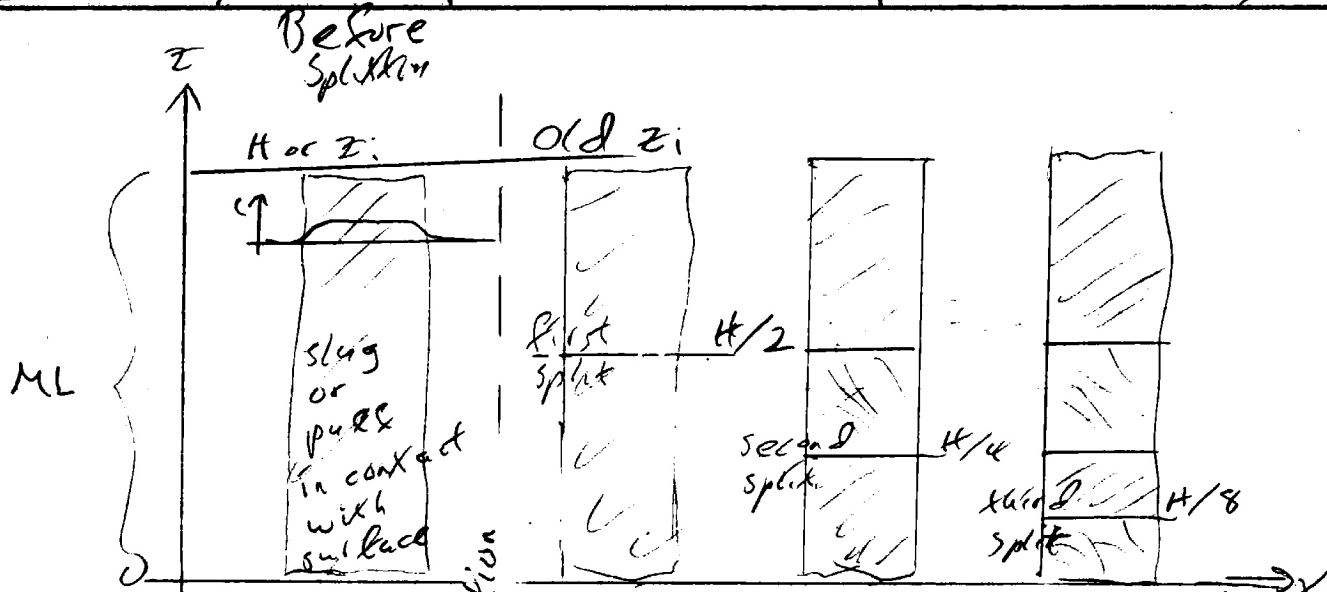 z
Before
H or zi
Old zi
c
ML
slug
or
puff
in contact
with
surface
first
split
H/2
second
split
H/4
third
split
H/8
O